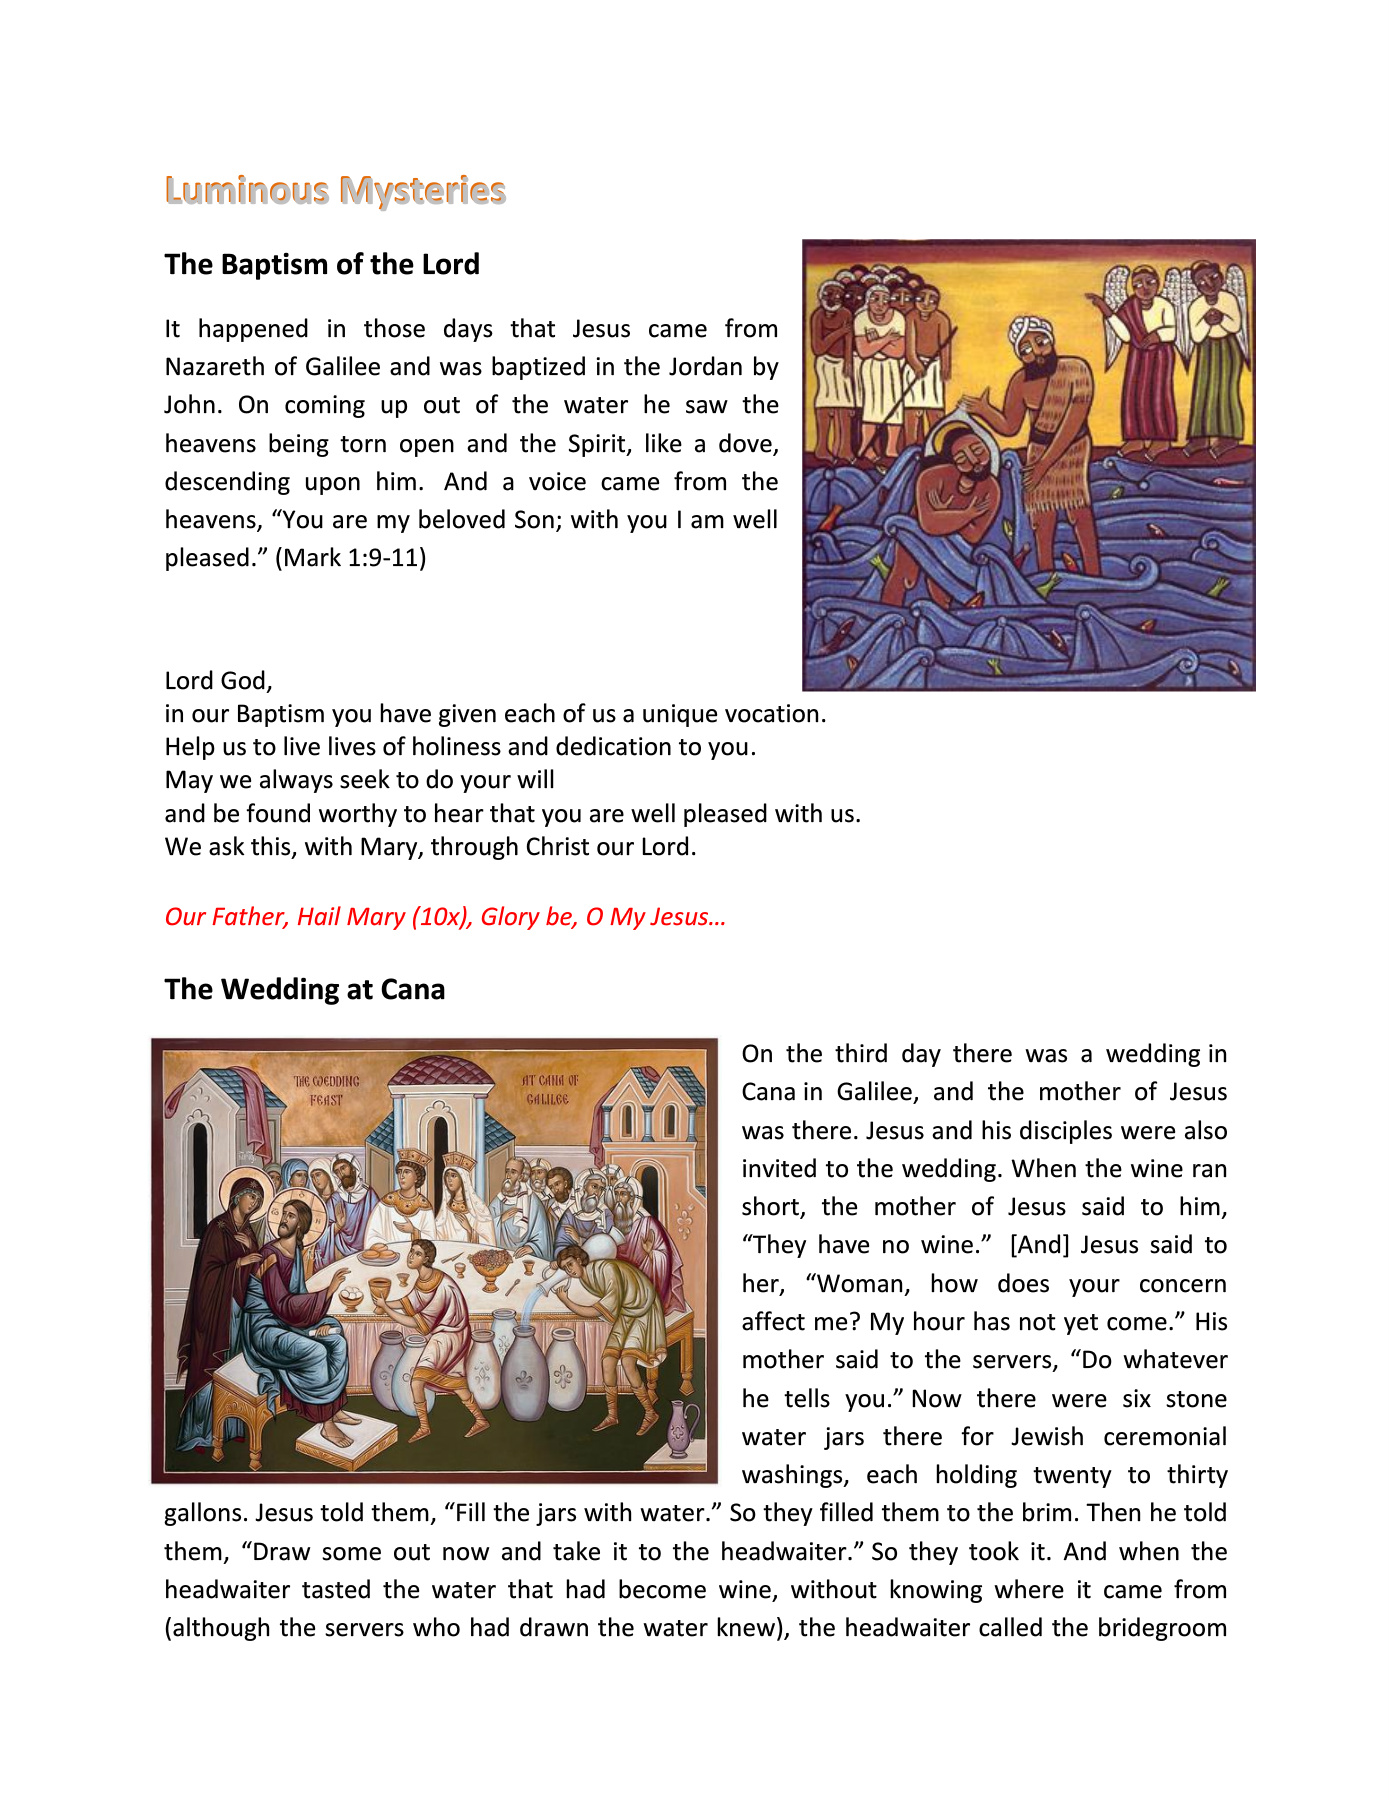 Luminous Mysteries
The Baptism of the Lord
It happened in those days that Jesus came from
Nazareth of Galilee and was baptized in the Jordan by
John. On coming up out of the water he saw the
heavens being torn open and the Spirit, like a dove,
descending upon him. And a voice came from the
heavens, “You are my beloved Son; with you I am well
pleased.” (Mark 1:9-11)
Lord God,
in our Baptism you have given each of us a unique vocation.
Help us to live lives of holiness and dedication to you.
May we always seek to do your will
and be found worthy to hear that you are well pleased with us.
We ask this, with Mary, through Christ our Lord.
Our Father, Hail Mary (10x), Glory be, O My Jesus…
The Wedding at Cana
THE WEDDING
FEAST
AT CANA OF
GALILEE
On the third day there was a wedding in
Cana in Galilee, and the mother of Jesus
was there. Jesus and his disciples were also
invited to the wedding. When the wine ran
short, the mother of Jesus said to him,
“They have no wine.” [And] Jesus said to
her, “Woman, how does your concern
affect me? My hour has not yet come.” His
mother said to the servers, “Do whatever
he tells you.” Now there were six stone
water jars there for Jewish ceremonial
washings, each holding twenty to thirty
gallons. Jesus told them, “Fill the jars with water.” So they filled them to the brim. Then he told
them, “Draw some out now and take it to the headwaiter.” So they took it. And when the
headwaiter tasted the water that had become wine, without knowing where it came from
(although the servers who had drawn the water knew), the headwaiter called the bridegroom